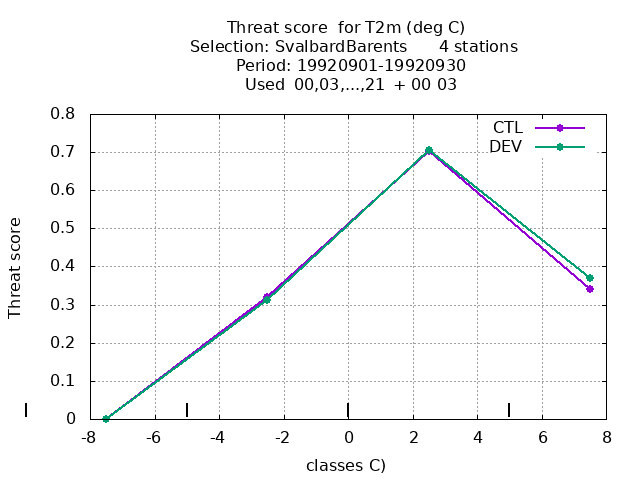 Threat score  for T2m (deg C)
Selection: SvalbardBarents      4 stations
Period: 19920901-19920930
Used  00,03,...,21  + 00 03
CTL
DEV
0.8
0.7
0.6
0.5
0.4
0.3
0.2
0.1
0
Threat score
-8
-6
-4
-2
0
2
4
6
8
classes C)